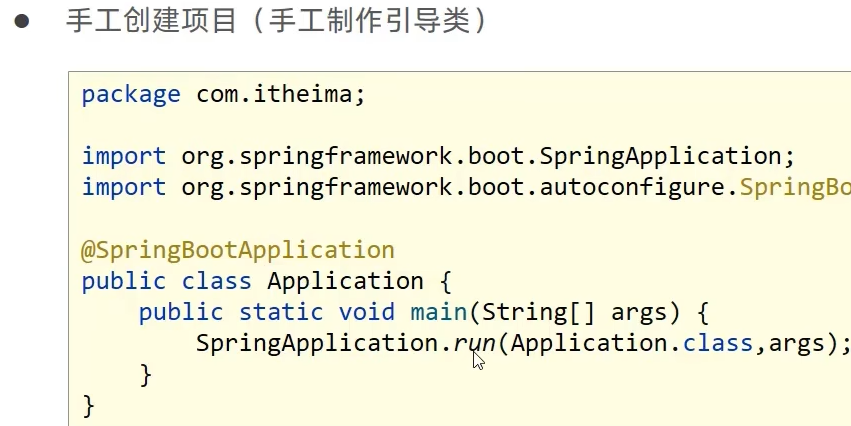 ● 手工创建项目（手工制作引导类）
package com.itheima;
import org.springframework.boot.SpringApplication;
import org.springframework.boot.autoconfigure.SpringBo
@SpringBootApplication
public class Application {
    public static void main(String[] args) {
        SpringApplication.run(Application.class,args);
    }
}